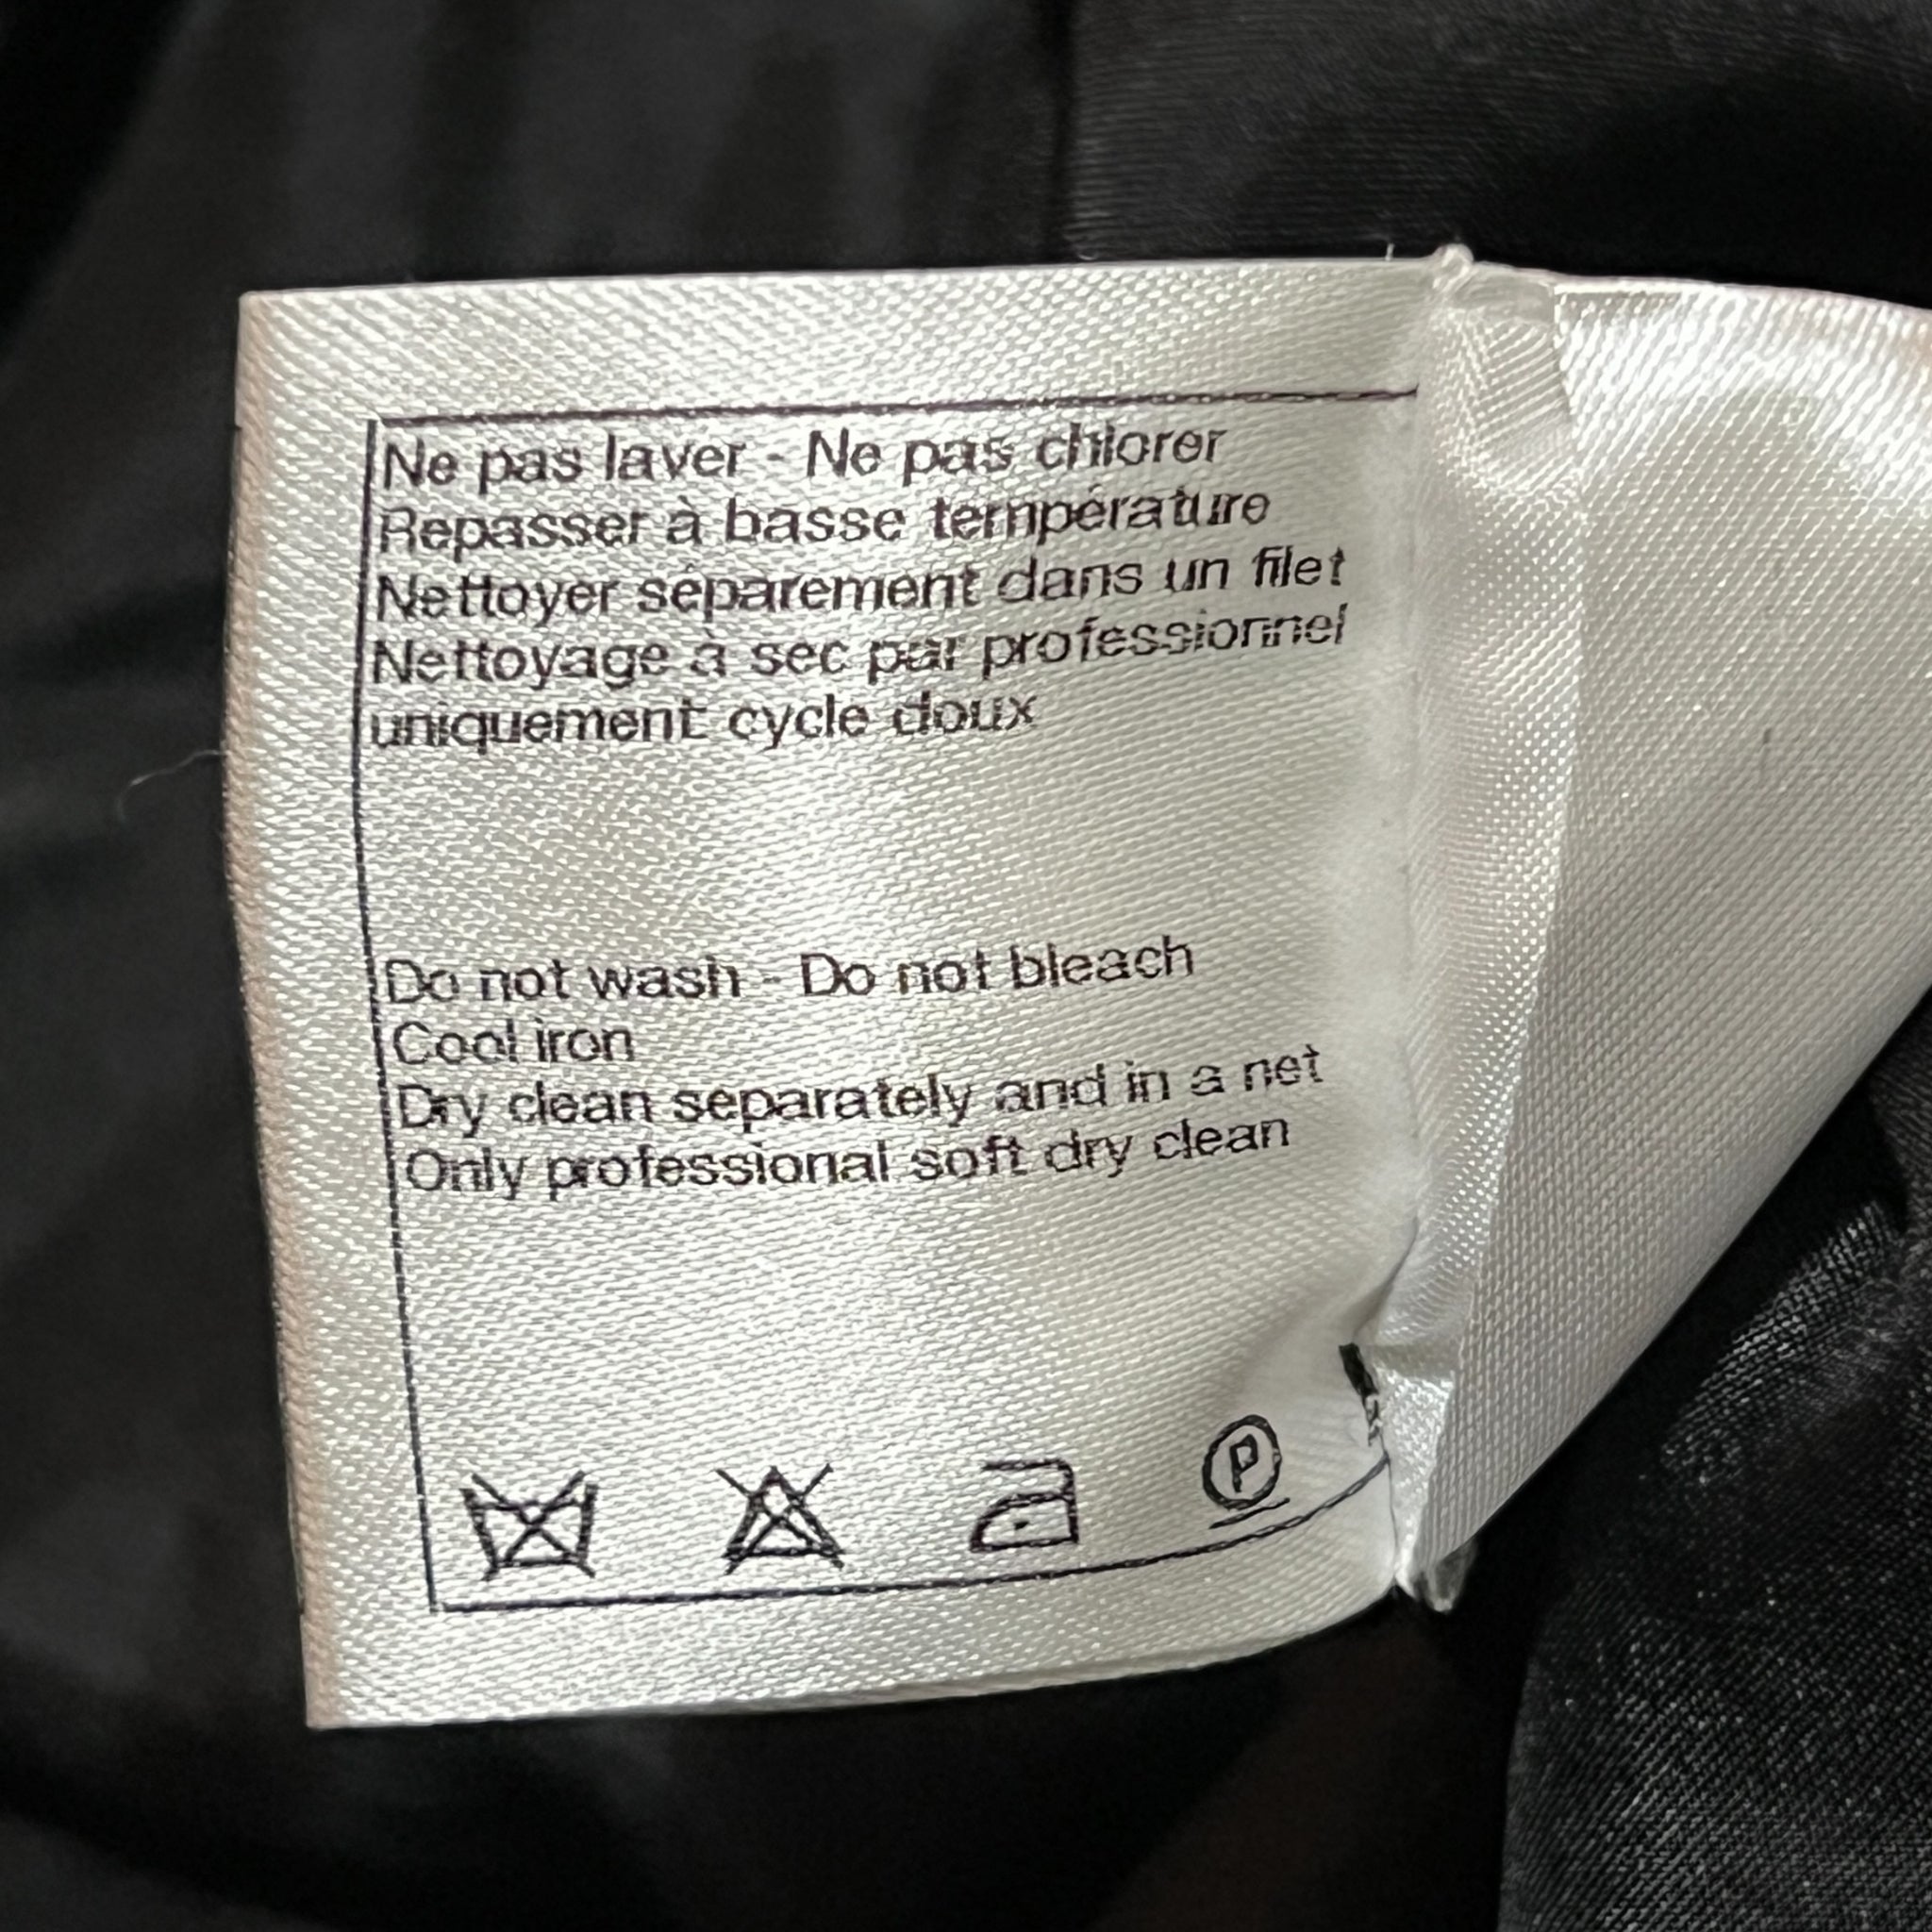 Ne pas laver - Ne pas chlorer
Repasser à basse température
Nettoyer séparement dans un filet
Nettoyage à sec par professionnel
uniquement cycle doux
Do not wash - Do not bleach
Cool iron
Dry clean separately and in a net
Only professional soft dry clean
P